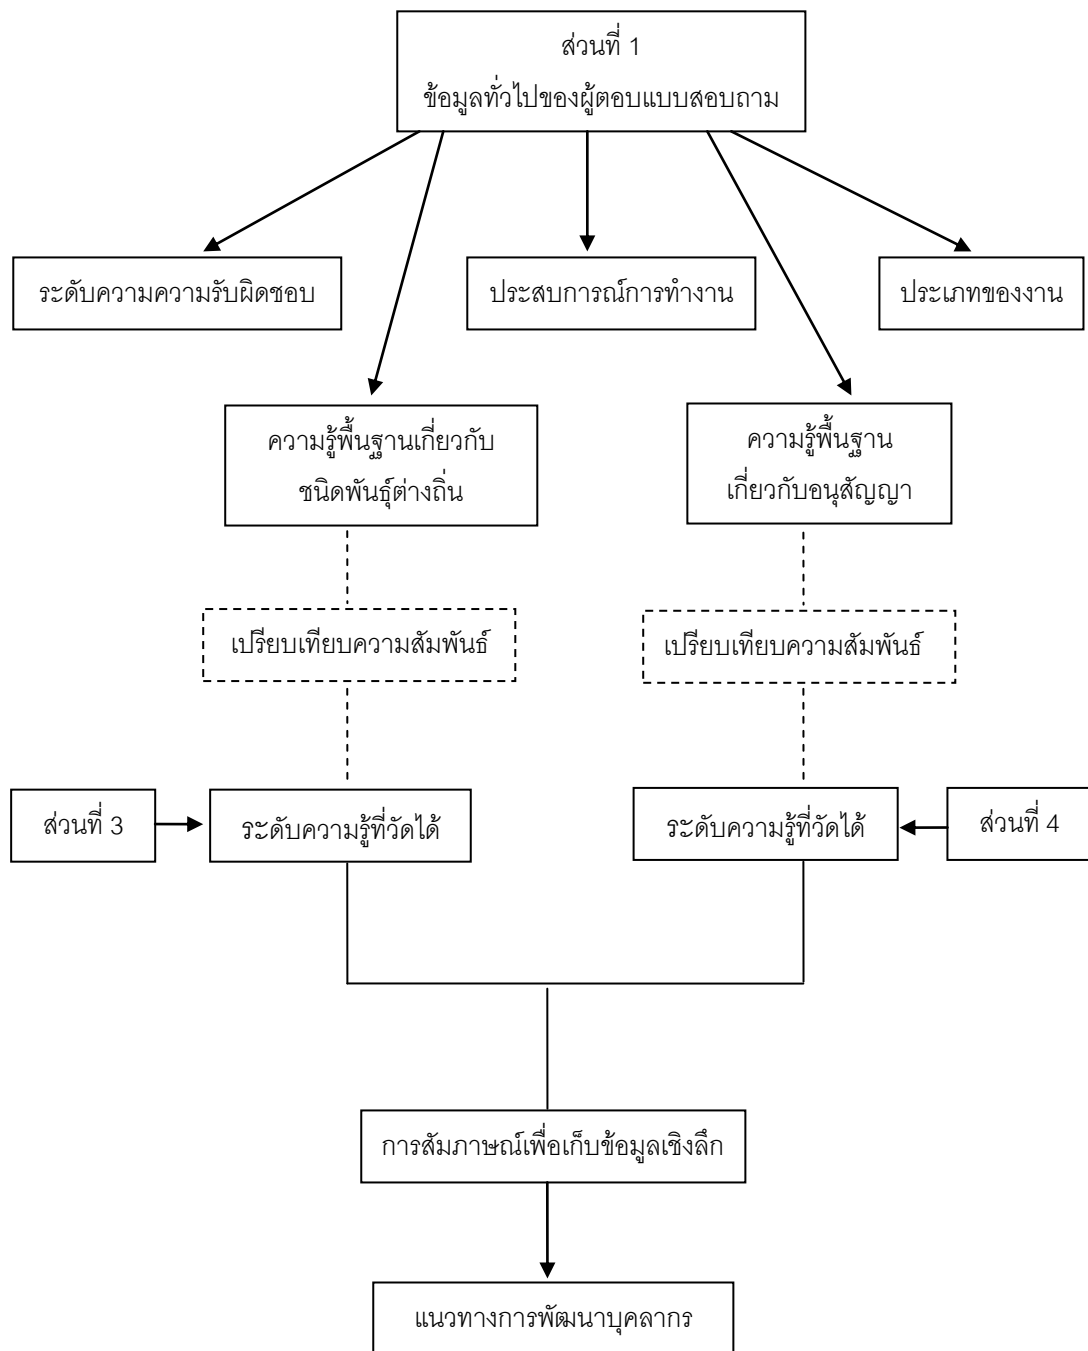 ส่วนที่ 1
ข้อมูลทั่วไปของผู้ตอบแบบสอบถาม
ระดับความความรับผิดชอบ
ประสบการณ์การทำงาน
ประเภทของงาน
ความรู้พื้นฐานเกี่ยวกับ
ชนิดพันธุ์ต่างถิ่น
ความรู้พื้นฐาน
เกี่ยวกับอนุสัญญา
เปรียบเทียบความสัมพันธ์
เปรียบเทียบความสัมพันธ์
ส่วนที่ 3
ระดับความรู้ที่วัดได้
ระดับความรู้ที่วัดได้
ส่วนที่ 4
การสัมภาษณ์เพื่อเก็บข้อมูลเชิงลึก
แนวทางการพัฒนาบุคลากร